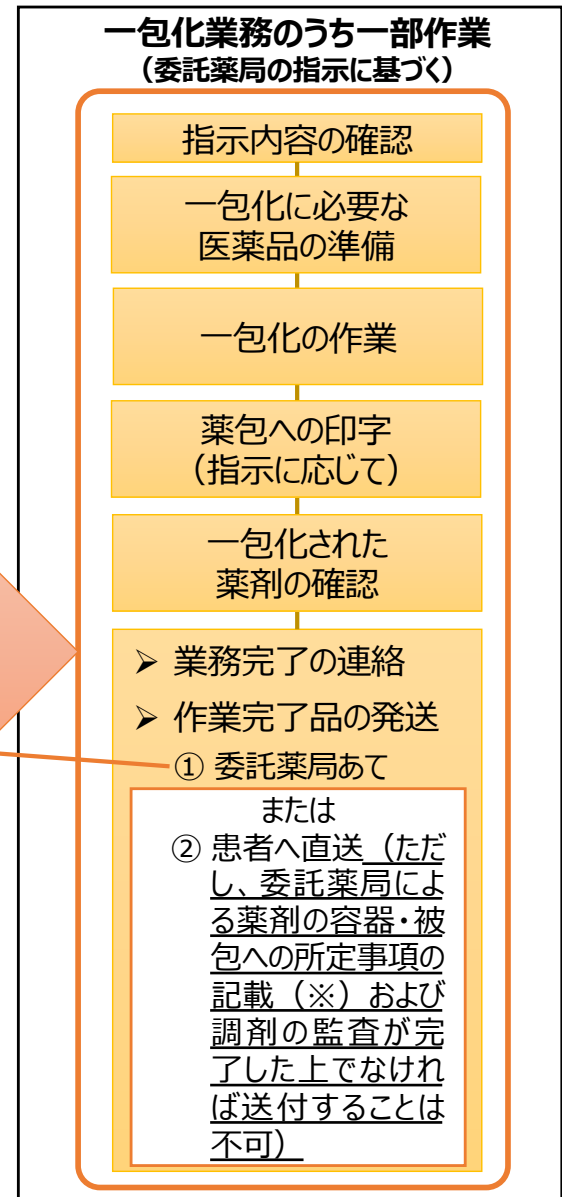 一包化業務のうち一部作業
（委託薬局の指示に基づく）
指示内容の確認
一包化に必要な
医薬品の準備
一包化の作業
薬包への印字
（指示に応じて）
一包化された
薬剤の確認
➢ 業務完了の連絡
➢ 作業完了品の発送
① 委託薬局あて
または
② 患者へ直送（ただ
し、委託薬局によ
る薬剤の容器・被
包への所定事項の
記載（※）および
調剤の監査が完
了した上でなけれ
ば送付することは
不可）